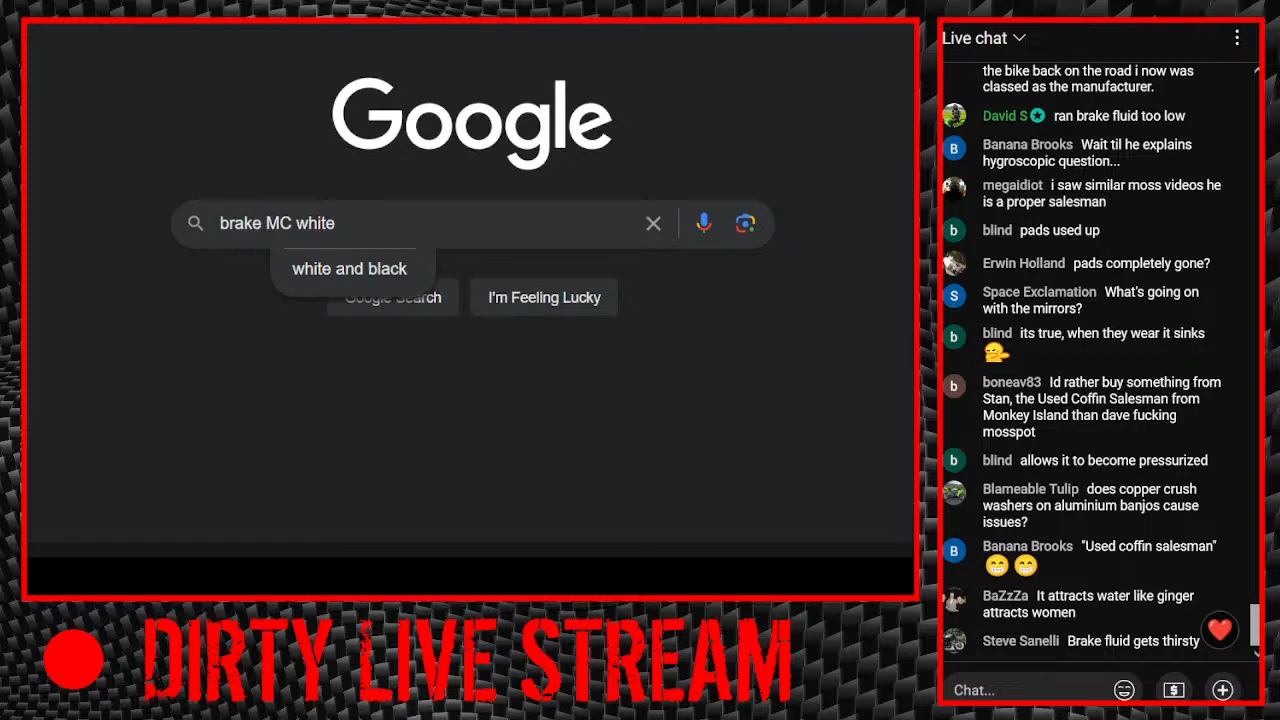 Google
brake MC white
white and black
Google Search
I'm Feeling Lucky
DIRTY LIVE STREAM
Live chat
the bike back on the road i now was
classed as the manufacturer.
David S ran brake fluid too low
Banana Brooks Wait til he explains
hygroscopic question...
megaidiot i saw similar moss videos he
is a proper salesman
blind pads used up
Erwin Holland pads completely gone?
Space Exclamation What's going on
with the mirrors?
blind its true, when they wear it sinks
boneav83 Id rather buy something from
Stan, the Used Coffin Salesman from
Monkey Island than dave fucking
mosspot
blind allows it to become pressurized
Blameable Tulip does copper crush
washers on aluminium banjos cause
issues?
Banana Brooks "Used coffin salesman"
BaZzZa It attracts water like ginger
attracts women
Steve Sanelli Brake fluid gets thirsty
Chat...
B
b
S
b
b
b
B